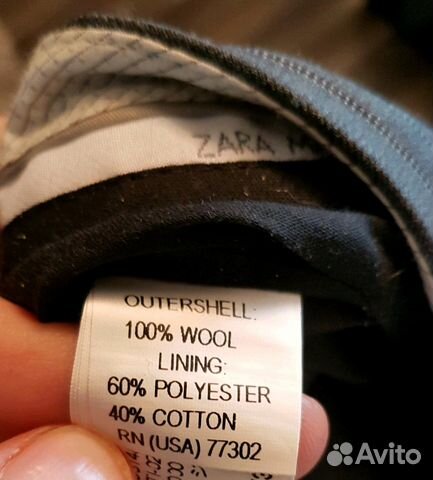 ZARA
OUTERSHELL:
100% WOOL
LINING:
60% POLYESTER
40% COTTON
RN (USA) 77302
Avito